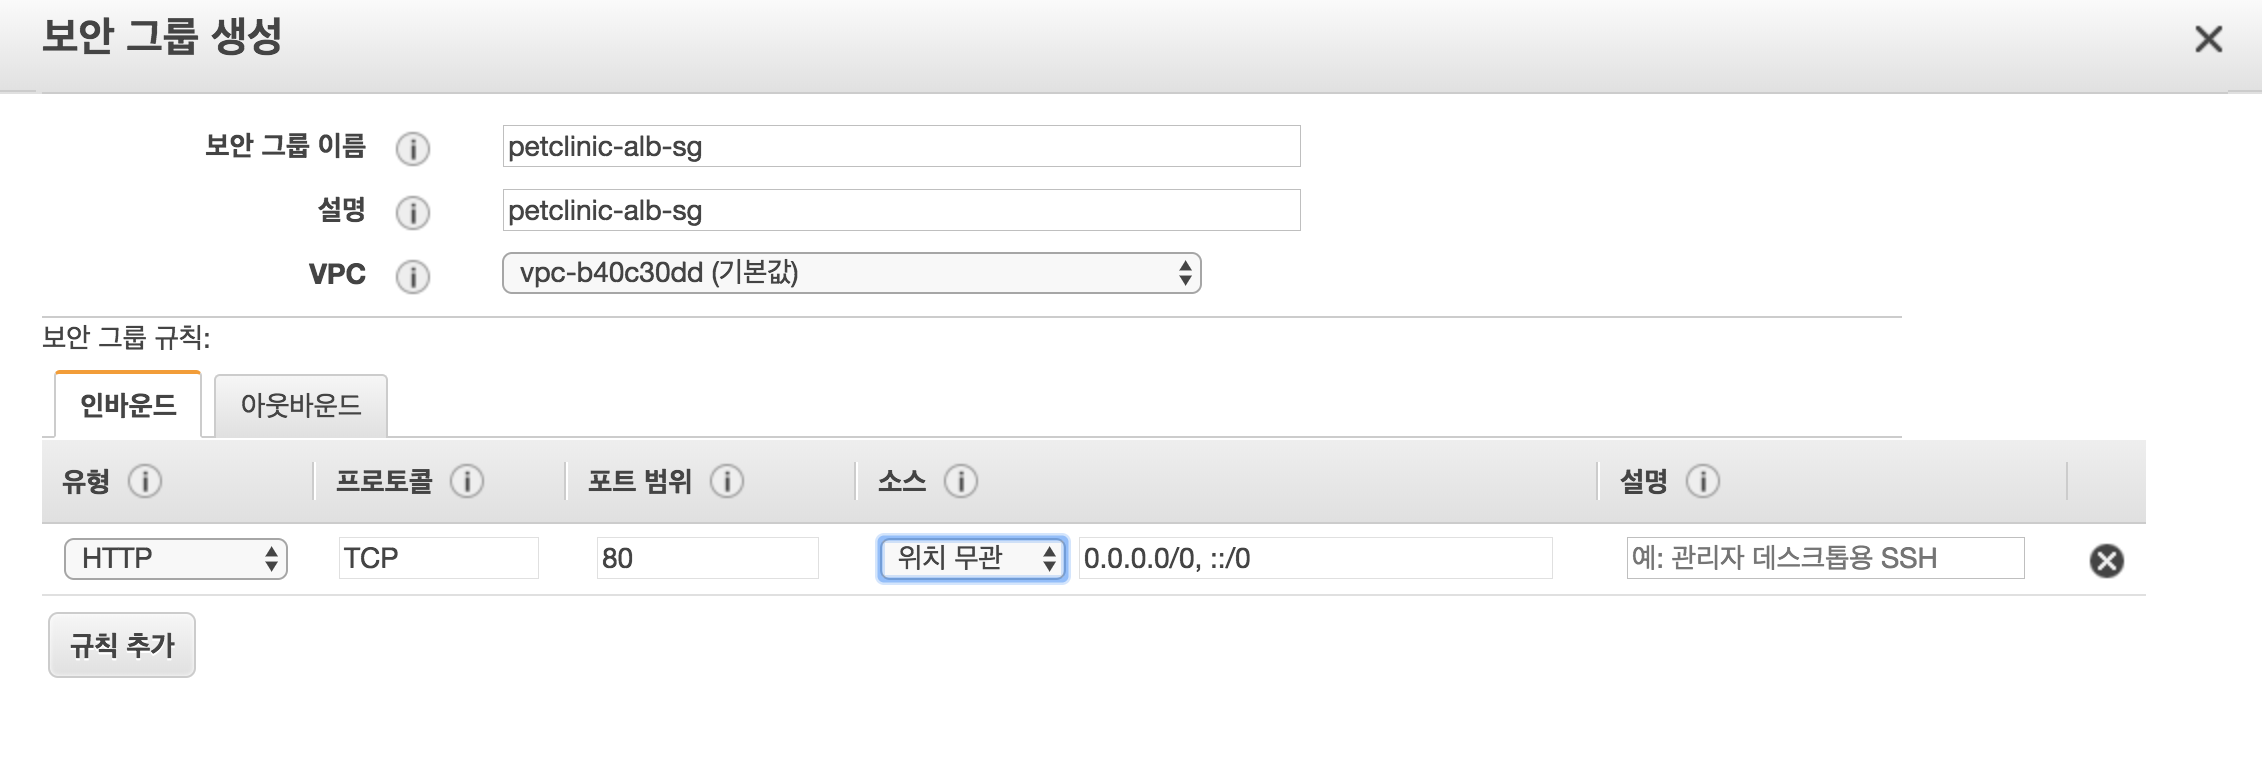 보안 그룹 생성
보안 그룹 이름 petclinic-alb-sg
설명 petclinic-alb-sg
VPC vpc-b40c30dd (기본값)
보안 그룹 규칙:
인바운드 아웃바운드
유형 프로토콜 포트 범위 소스 설명
HTTP TCP 80 위치 무관 0.0.0.0/0, ::/0 예: 관리자 데스크톱용 SSH
규칙 추가